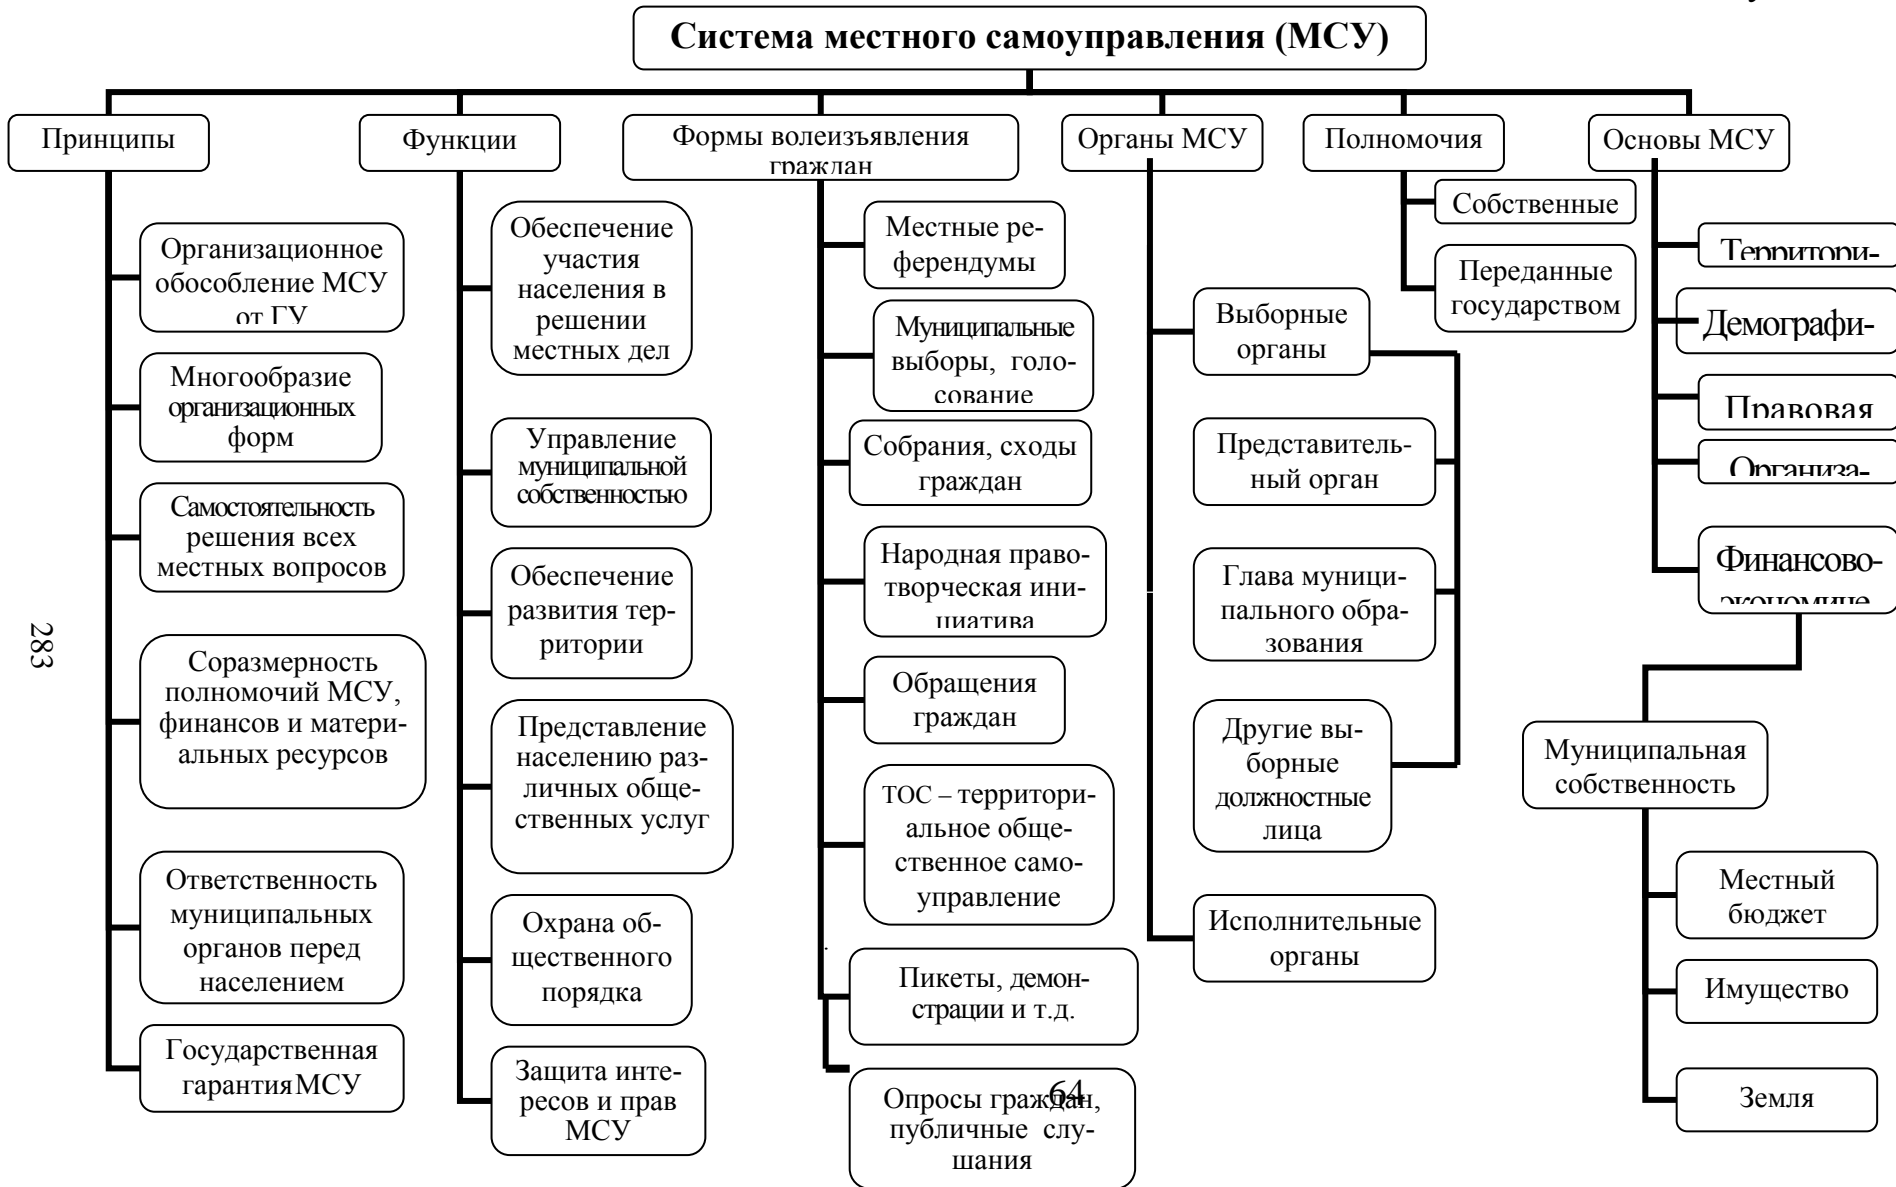 Система местного самоуправления (МСУ)
Принципы
Организационное
обособление МСУ
от ГУ
Многообразие
организационных
форм
Самостоятельность
решения всех
местных вопросов
Соразмерность
полномочий МСУ,
финансов и матери-
альных ресурсов
Ответственность
муниципальных
органов перед
населением
Государственная
гарантия МСУ
Функции
Обеспечение
участия
населения в
решении
местных дел
Управление
муниципальной
собственностью
Обеспечение
развития тер-
ритории
Представление
населению раз-
личных обще-
ственных услуг
Охрана об-
щественного
порядка
Защита инте-
ресов и прав
МСУ
Формы волеизъявления
граждан
Местные ре-
ферендумы
Муниципальные
выборы, голо-
сование
Собрания, сходы
граждан
Народная право-
творческая ини-
циатива
Обращения
граждан
ТОС – территори-
альное обще-
ственное само-
управление
Пикеты, демон-
страции и т.д.
Опросы граждан,
публичные слу-
шания
Органы МСУ
Выборные
органы
Представитель-
ный орган
Глава муници-
пального обра-
зования
Другие вы-
борные
должностные
лица
Исполнительные
органы
Полномочия
Собственные
Переданные
государством
Основы МСУ
Территори-
Демографи-
Правовая
Организа-
Финансово-
экономиче
Муниципальная
собственность
Местный
бюджет
Имущество
Земля
283
64